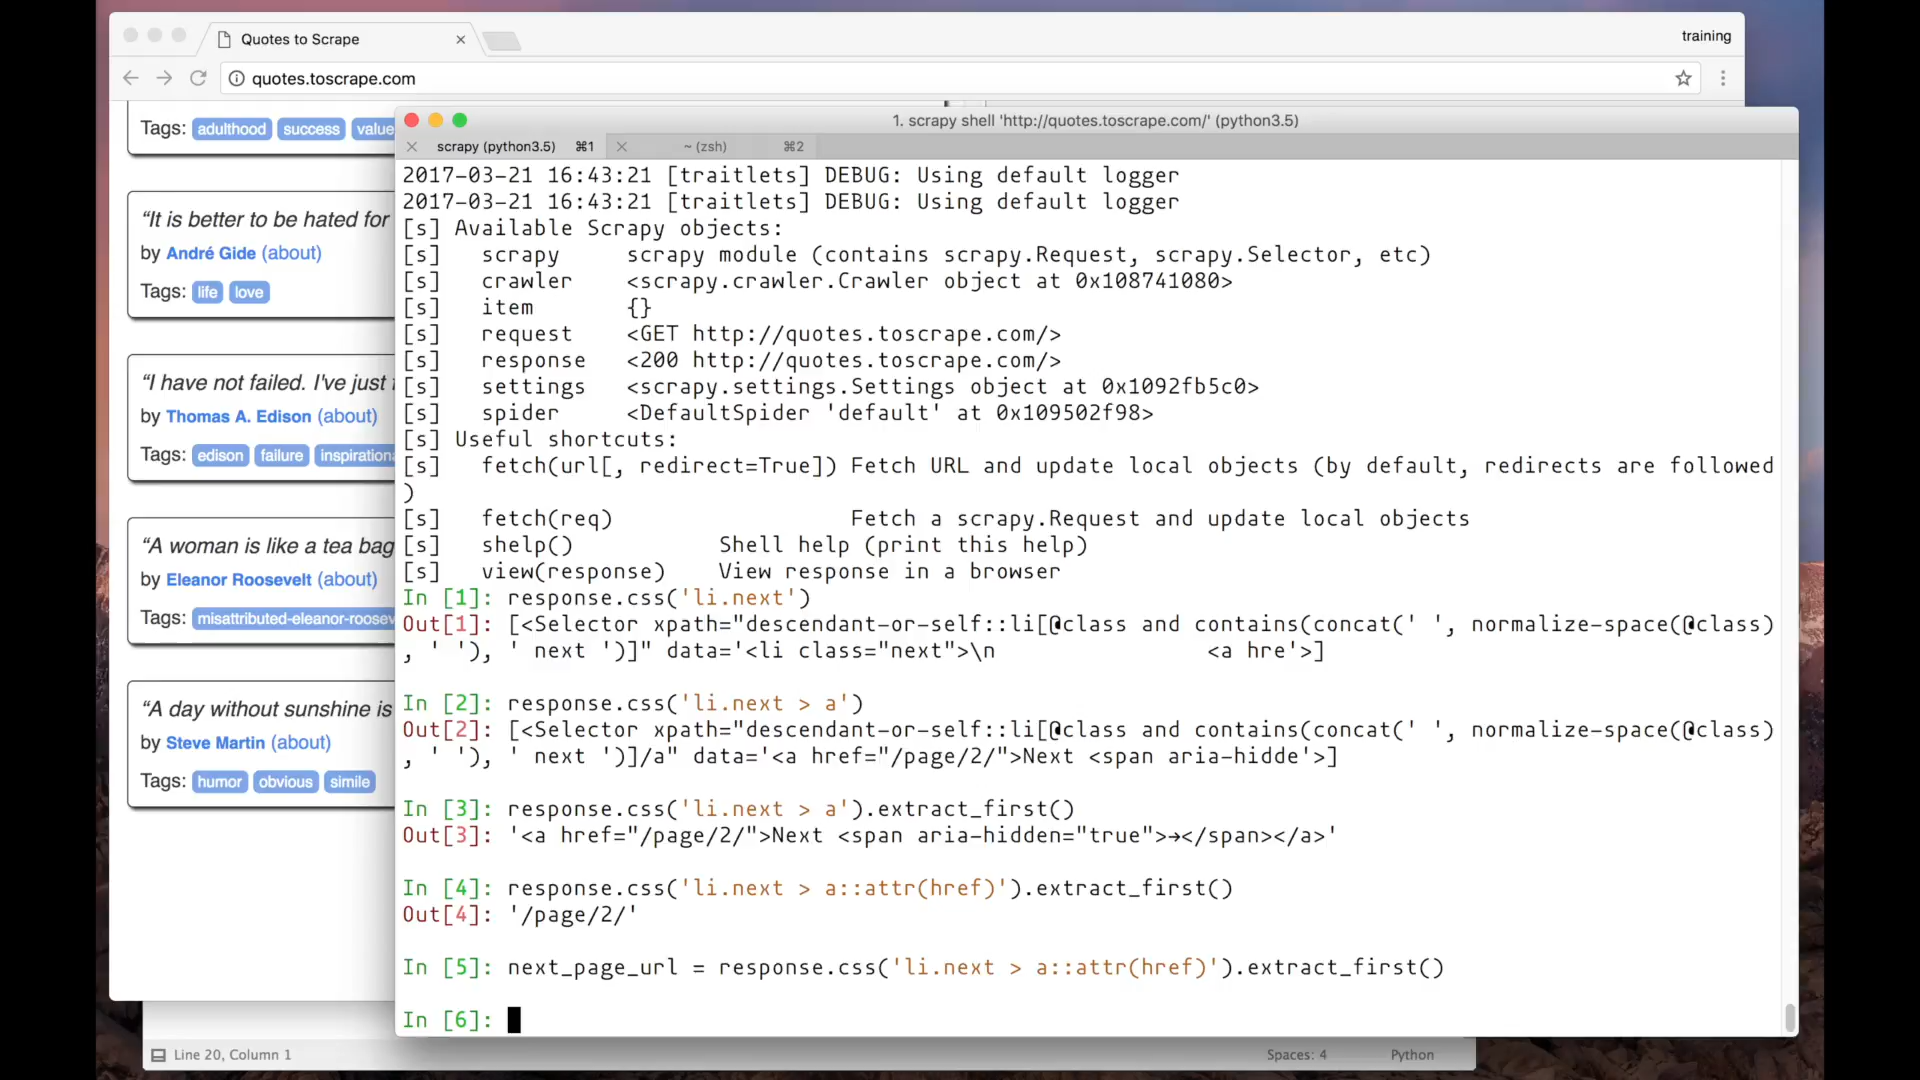 Quotes to Scrape
training
quotes.toscrape.com
Tags: adulthood success value
“It is better to be hated for
by André Gide (about)
Tags: life love
“I have not failed. I've just
by Thomas A. Edison (about)
Tags: edison failure inspirational
“A woman is like a tea bag
by Eleanor Roosevelt (about)
Tags: misattributed-eleanor-roosev
“A day without sunshine is
by Steve Martin (about)
Tags: humor obvious simile
1. scrapy shell 'http://quotes.toscrape.com/' (python3.5)
scrapy (python3.5) ⌘1 ~ (zsh) ⌘2
2017-03-21 16:43:21 [traitlets] DEBUG: Using default logger
2017-03-21 16:43:21 [traitlets] DEBUG: Using default logger
[s] Available Scrapy objects:
[s] scrapy scrapy module (contains scrapy.Request, scrapy.Selector, etc)
[s] crawler <scrapy.crawler.Crawler object at 0x108741080>
[s] item {}
[s] request <GET http://quotes.toscrape.com/>
[s] response <200 http://quotes.toscrape.com/>
[s] settings <scrapy.settings.Settings object at 0x1092fb5c0>
[s] spider <DefaultSpider 'default' at 0x109502f98>
[s] Useful shortcuts:
[s] fetch(url[, redirect=True]) Fetch URL and update local objects (by default, redirects are followed
)
[s] fetch(req) Fetch a scrapy.Request and update local objects
[s] shelp() Shell help (print this help)
[s] view(response) View response in a browser
In [1]: response.css('li.next')
Out[1]: [<Selector xpath="descendant-or-self::li[@class and contains(concat(' ', normalize-space(@class)
, ' '), ' next ')]" data='<li class="next">\n <a hre'>]
In [2]: response.css('li.next > a')
Out[2]: [<Selector xpath="descendant-or-self::li[@class and contains(concat(' ', normalize-space(@class)
, ' '), ' next ')]/a" data='<a href="/page/2/">Next <span aria-hidde'>]
In [3]: response.css('li.next > a').extract_first()
Out[3]: '<a href="/page/2/">Next <span aria-hidden="true">→</span></a>'
In [4]: response.css('li.next > a::attr(href)').extract_first()
Out[4]: '/page/2/'
In [5]: next_page_url = response.css('li.next > a::attr(href)').extract_first()
In [6]:
Line 20, Column 1
Spaces: 4
Python